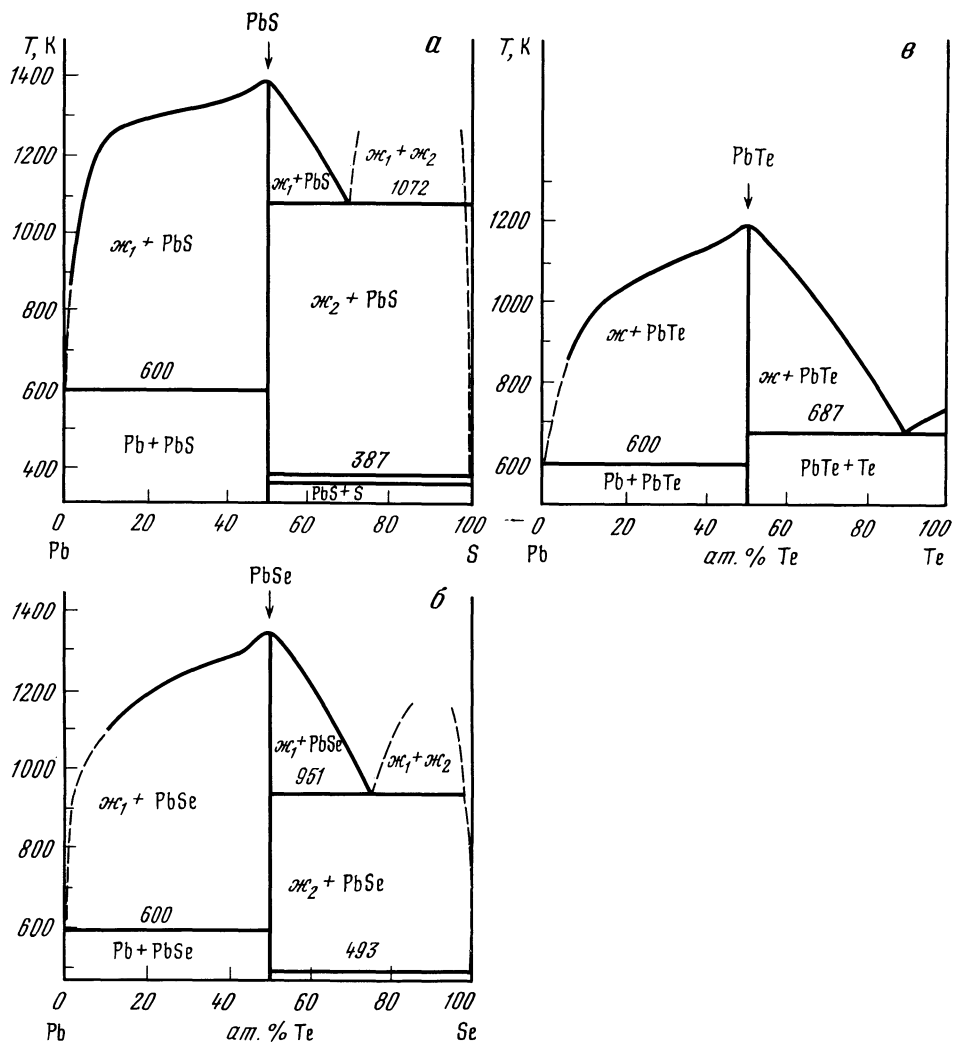 PbS
T, K
а
1400
1200
1000
800
600
400
ж₁ + ж₂
1072
ж₁+PbS
ж₁ + PbS
ж₂ + PbS
600
Pb + PbS
387
PbS + S
0 20 40 60 80 100
Pb S
T, K
в
PbTe
1200
1000
800
600
ж + PbTe
ж + PbTe
687
600
Pb + PbTe
PbTe + Te
0 20 40 60 80 100
Pb ат. % Te Te
PbSe
б
1400
1200
1000
800
600
ж₁+PbSe
951
ж₁ + ж₂
ж₁ + PbSe
ж₂ + PbSe
600
Pb + PbSe
493
0 20 40 60 80 100
Pb ат. % Te Se